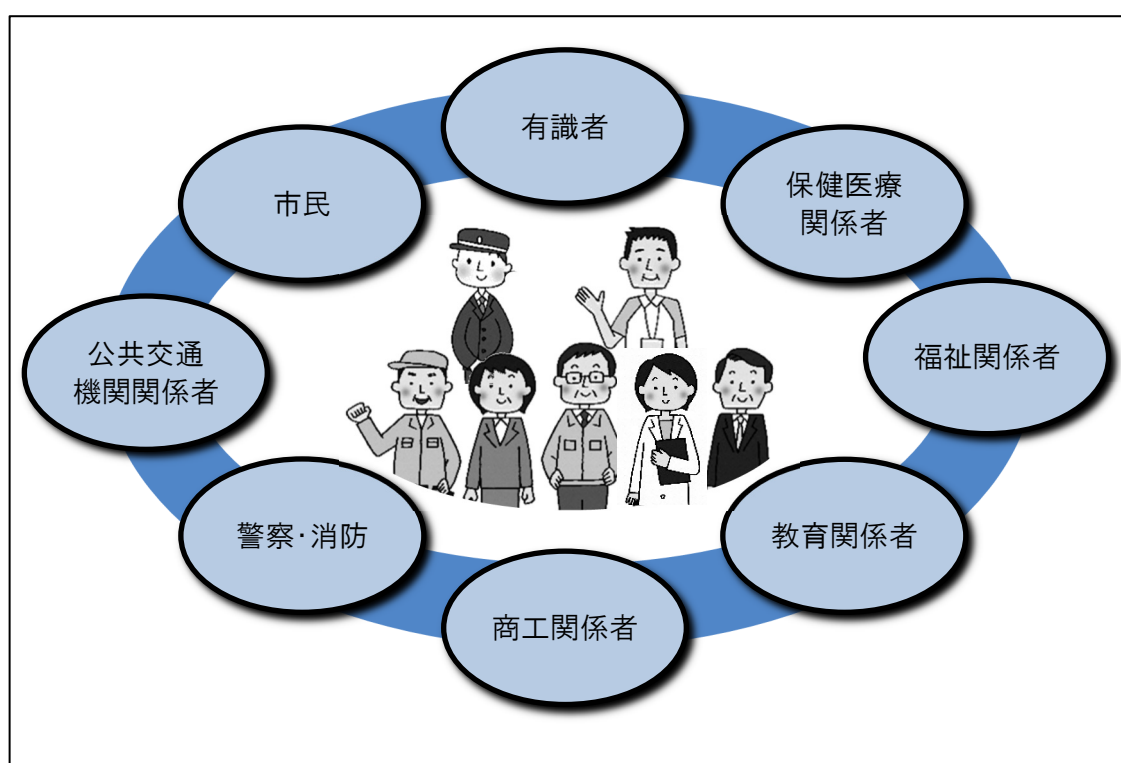 有識者
保健医療
関係者
市民
福祉関係者
公共交通
機関関係者
警察・消防
教育関係者
商工関係者